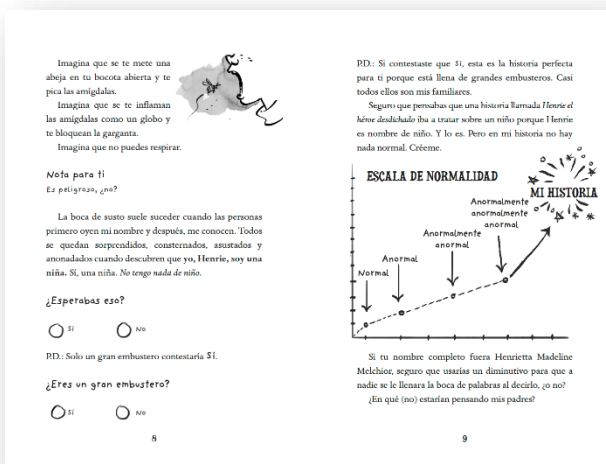 Imagina que se te mete una
abeja en tu bocota abierta y te
pica las amígdalas.
Imagina que se te inflaman
las amígdalas como un globo y
te bloquean la garganta.
Imagina que no puedes respirar.
Nota para ti
Es peligroso, ¿no?
La boca de susto suele suceder cuando las personas
primero oyen mi nombre y después, me conocen. Todos
se quedan sorprendidos, consternados, asustados y
anonadados cuando descubren que yo, Henrie, soy una
niña. Sí, una niña. No tengo nada de niño.
¿Esperabas eso?
Sí
No
P.D.: Solo un gran embustero contestaría Sí.
¿Eres un gran embustero?
Sí
No
8
P.D.: Si contestaste que Sí, esta es la historia perfecta
para ti porque está llena de grandes embusteros. Casi
todos ellos son mis familiares.
Seguro que pensabas que una historia llamada Henrie el
héroe desdichado iba a tratar sobre un niño porque Henrie
es nombre de niño. Y lo es. Pero en mi historia no hay
nada normal. Créeme.
ESCALA DE NORMALIDAD
MI HISTORIA
Anormalmente
anormalmente
anormal
Anormalmente
anormal
Anormal
Normal
Si tu nombre completo fuera Henrietta Madeline
Melchior, seguro que usarías un diminutivo para que a
nadie se le llenara la boca de palabras al decirlo, ¿o no?
¿En qué (no) estarían pensando mis padres?
9